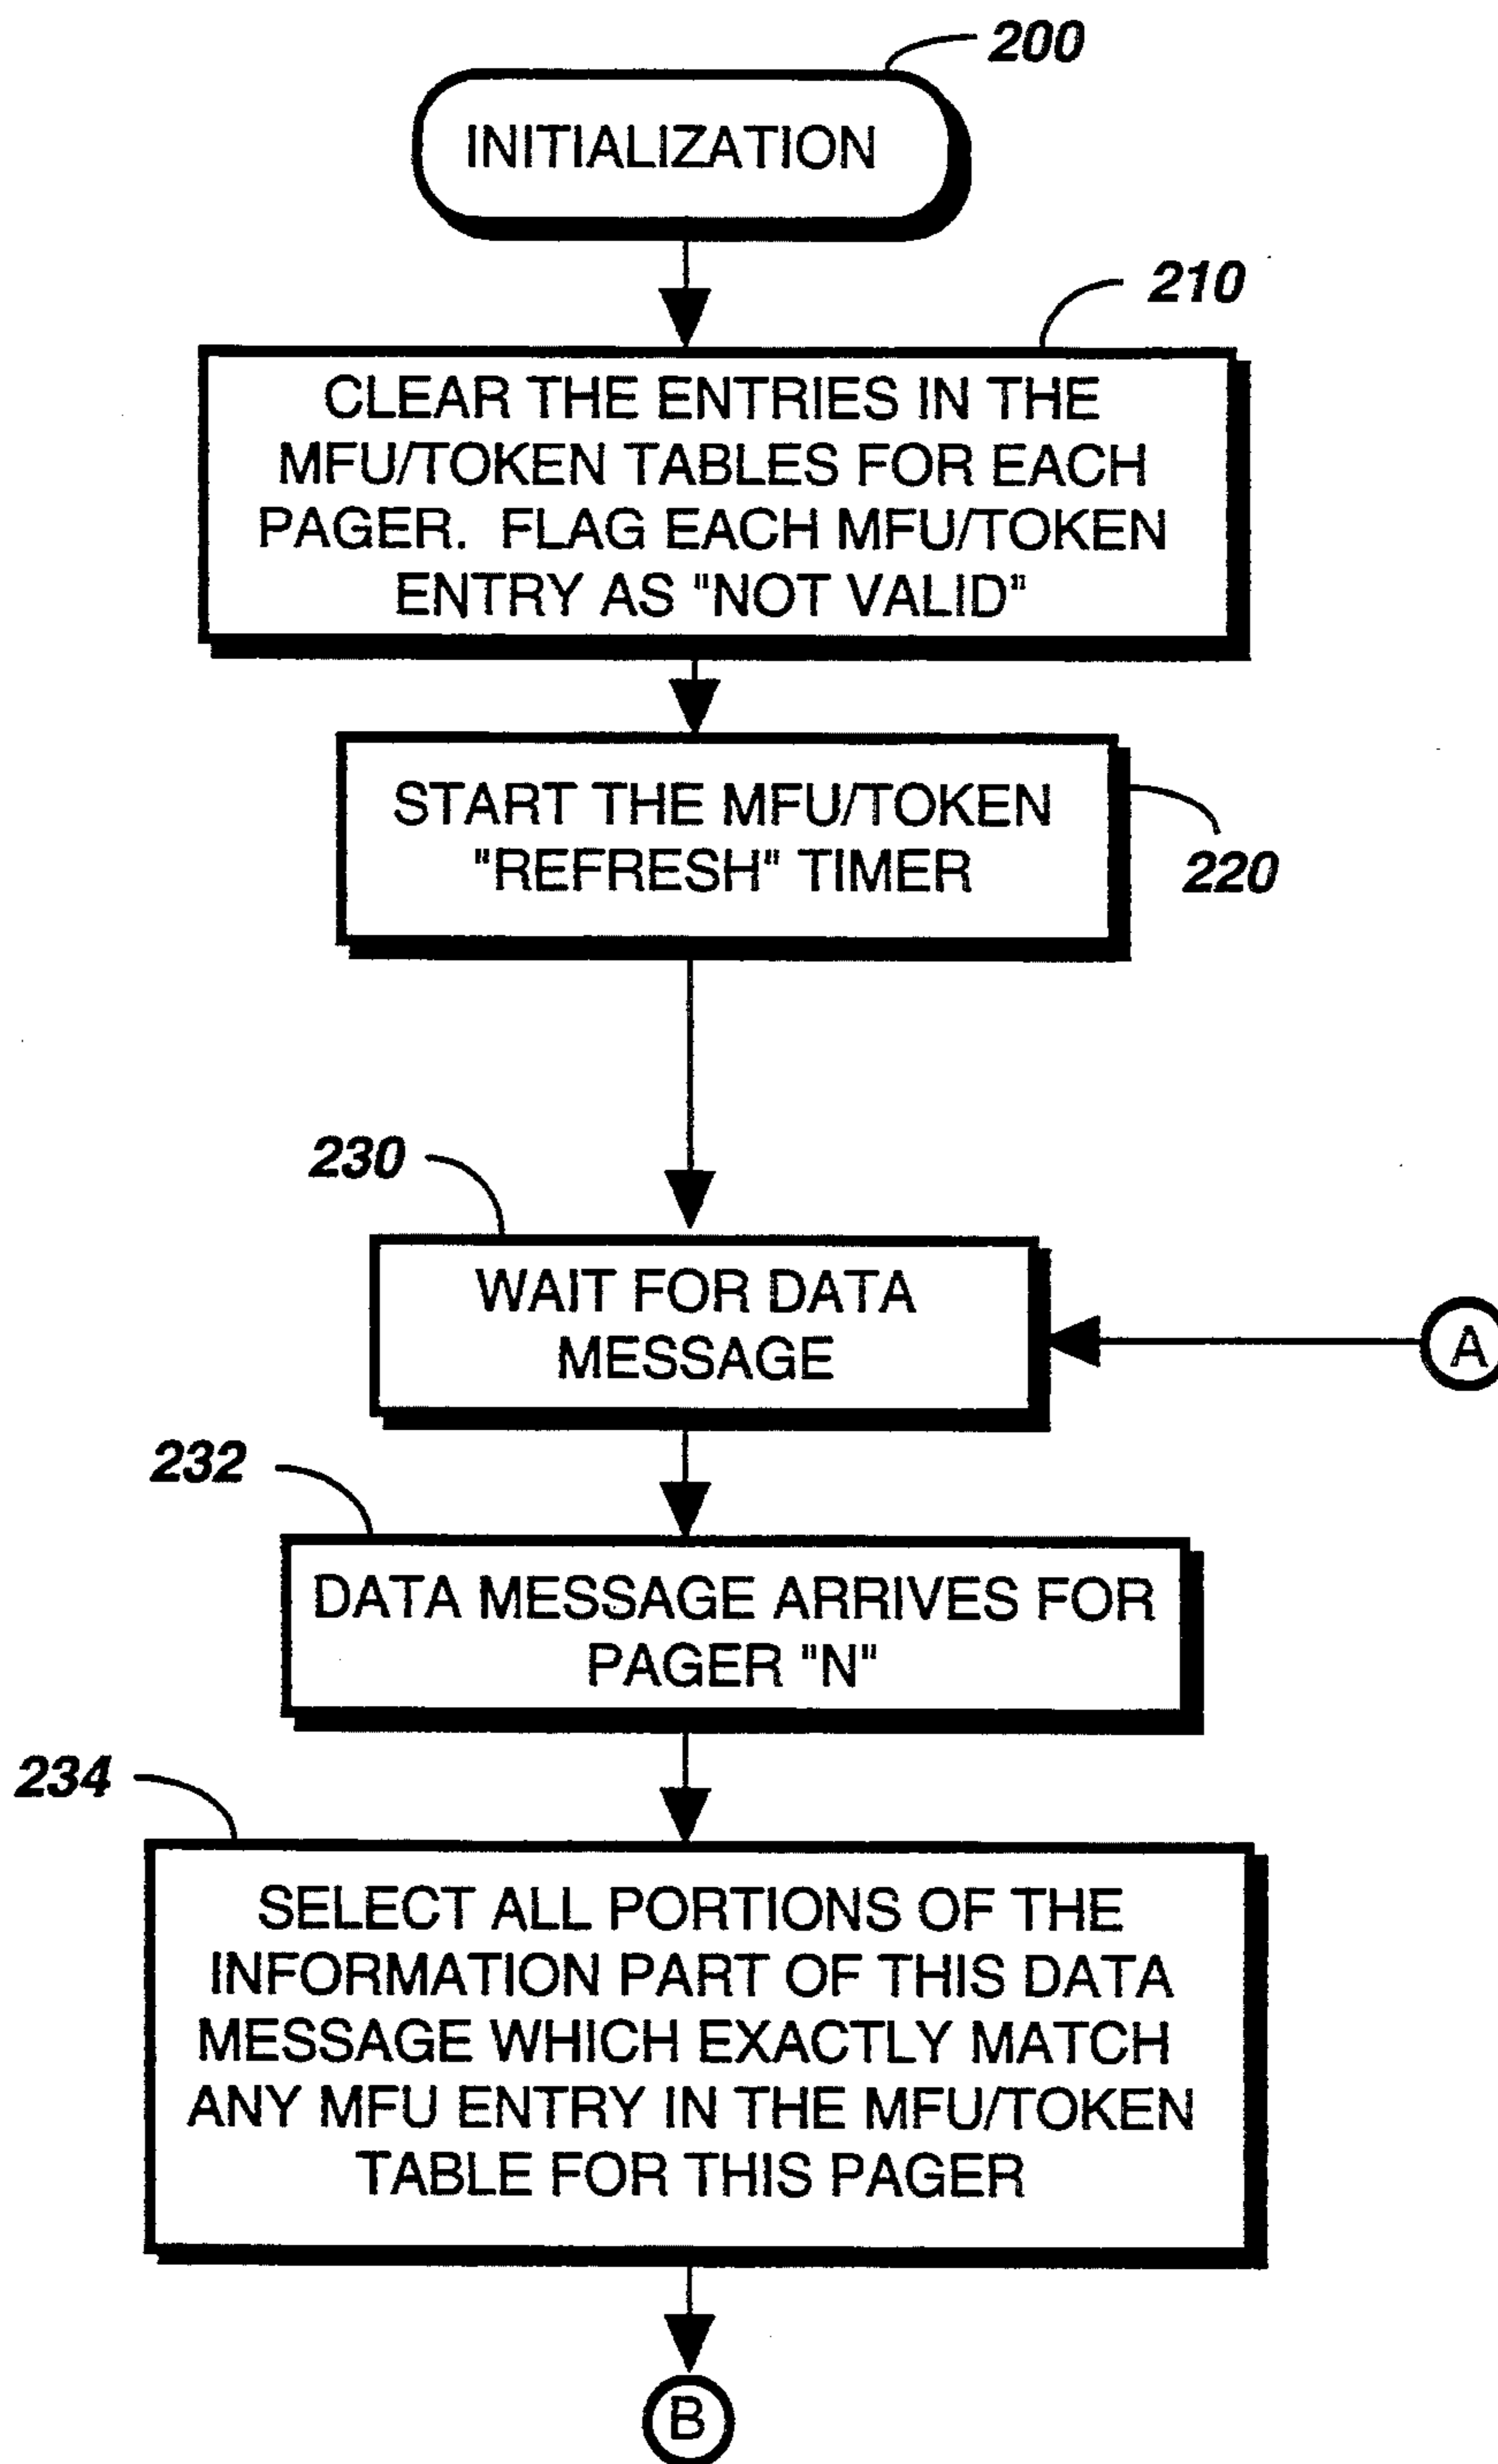 200
INITIALIZATION
210
CLEAR THE ENTRIES IN THE
MFU/TOKEN TABLES FOR EACH
PAGER. FLAG EACH MFU/TOKEN
ENTRY AS "NOT VALID"
START THE MFU/TOKEN
"REFRESH" TIMER
220
230
WAIT FOR DATA
MESSAGE
A
232
DATA MESSAGE ARRIVES FOR
PAGER "N"
234
SELECT ALL PORTIONS OF THE
INFORMATION PART OF THIS DATA
MESSAGE WHICH EXACTLY MATCH
ANY MFU ENTRY IN THE MFU/TOKEN
TABLE FOR THIS PAGER
B